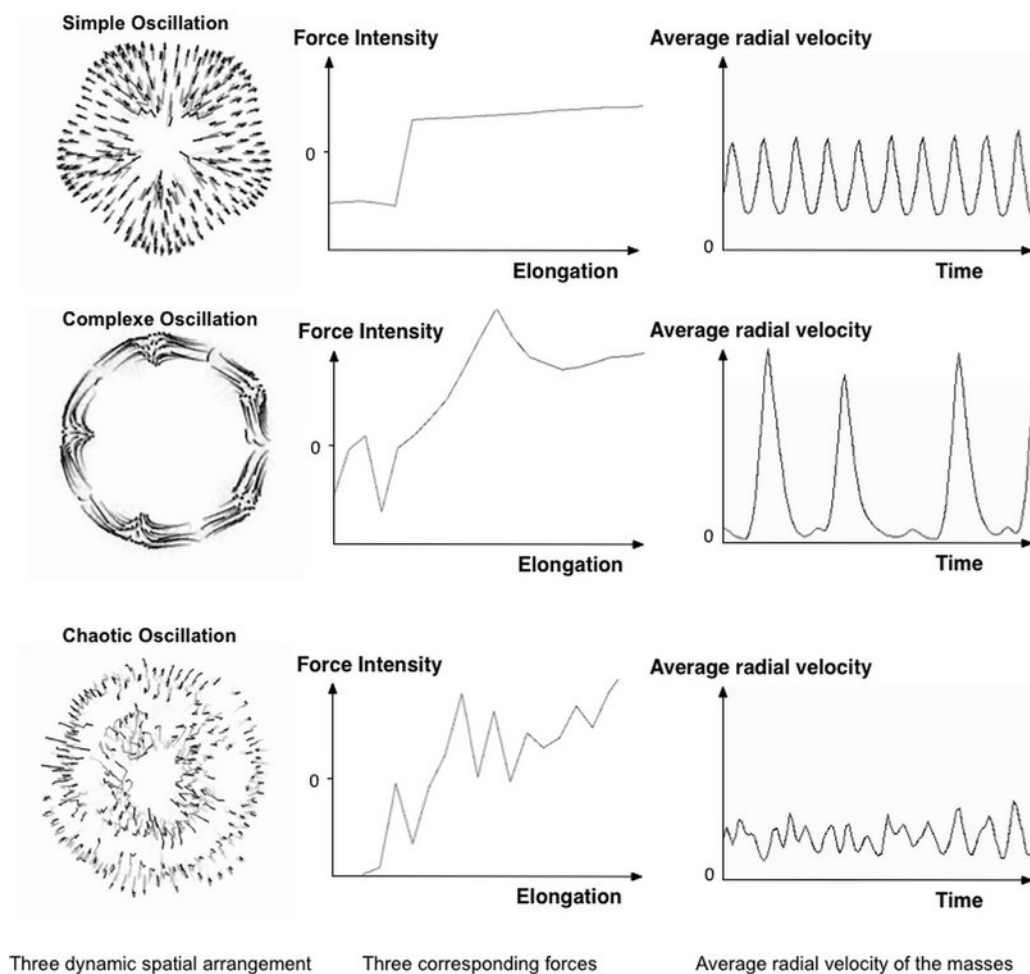 Simple Oscillation
Force Intensity
Average radial velocity
0
0
Elongation
Time
Complexe Oscillation
Force Intensity
Average radial velocity
0
0
Elongation
Time
Chaotic Oscillation
Force Intensity
Average radial velocity
0
0
Elongation
Time
Three dynamic spatial arrangement
Three corresponding forces
Average radial velocity of the masses